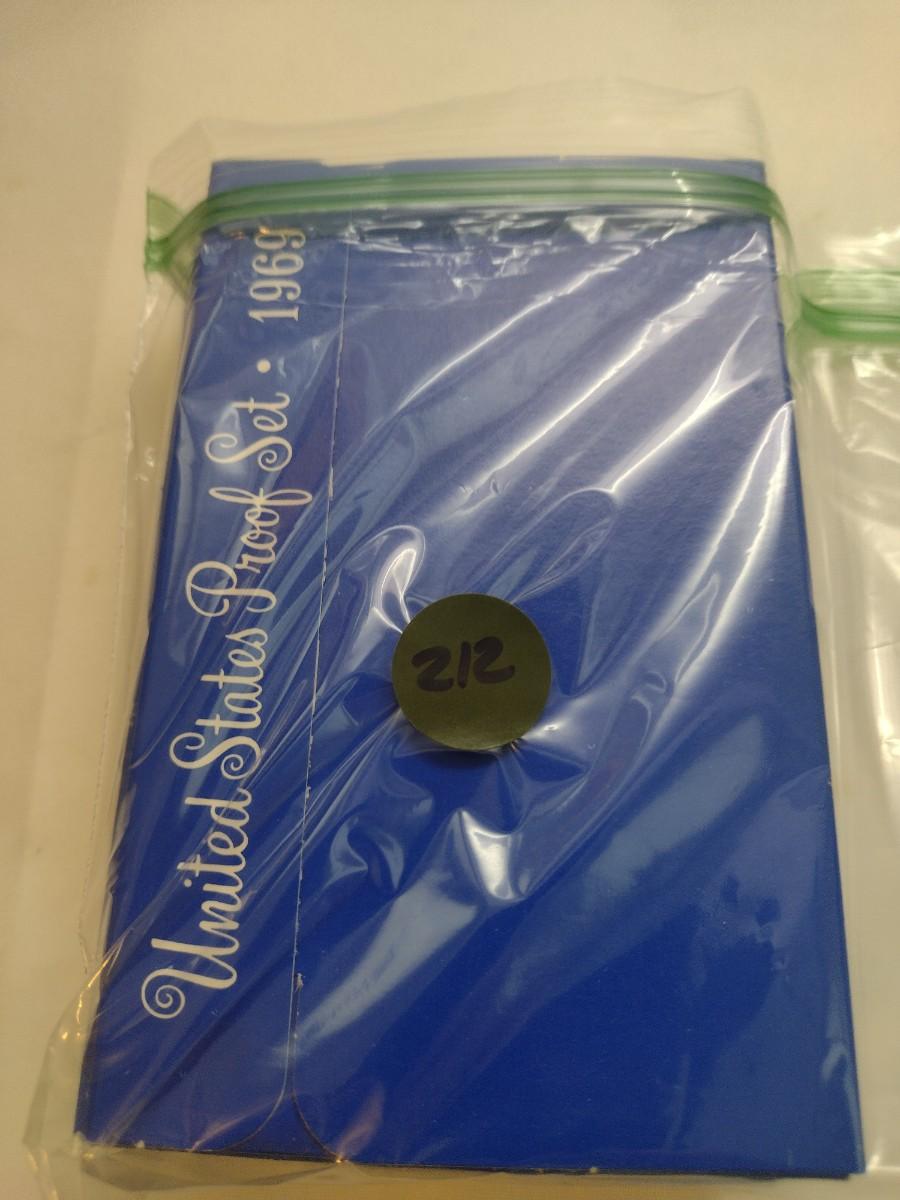 United States Proof Set • 1969
212